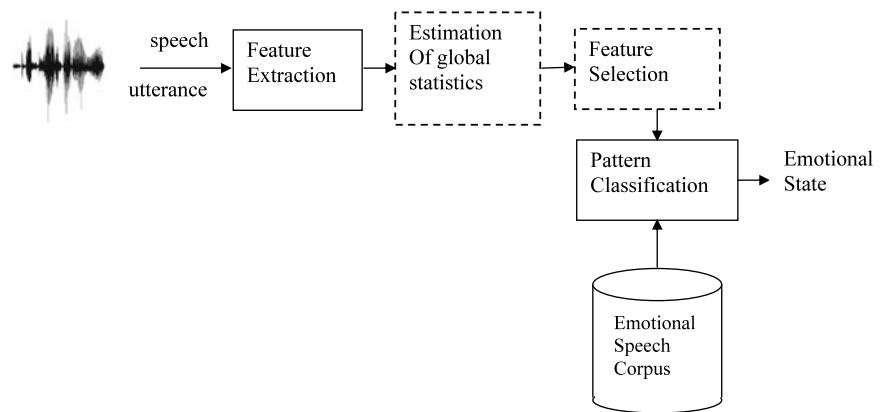 speech
utterance
Feature
Extraction
Estimation
Of global
statistics
Feature
Selection
Pattern
Classification
Emotional
State
Emotional
Speech
Corpus